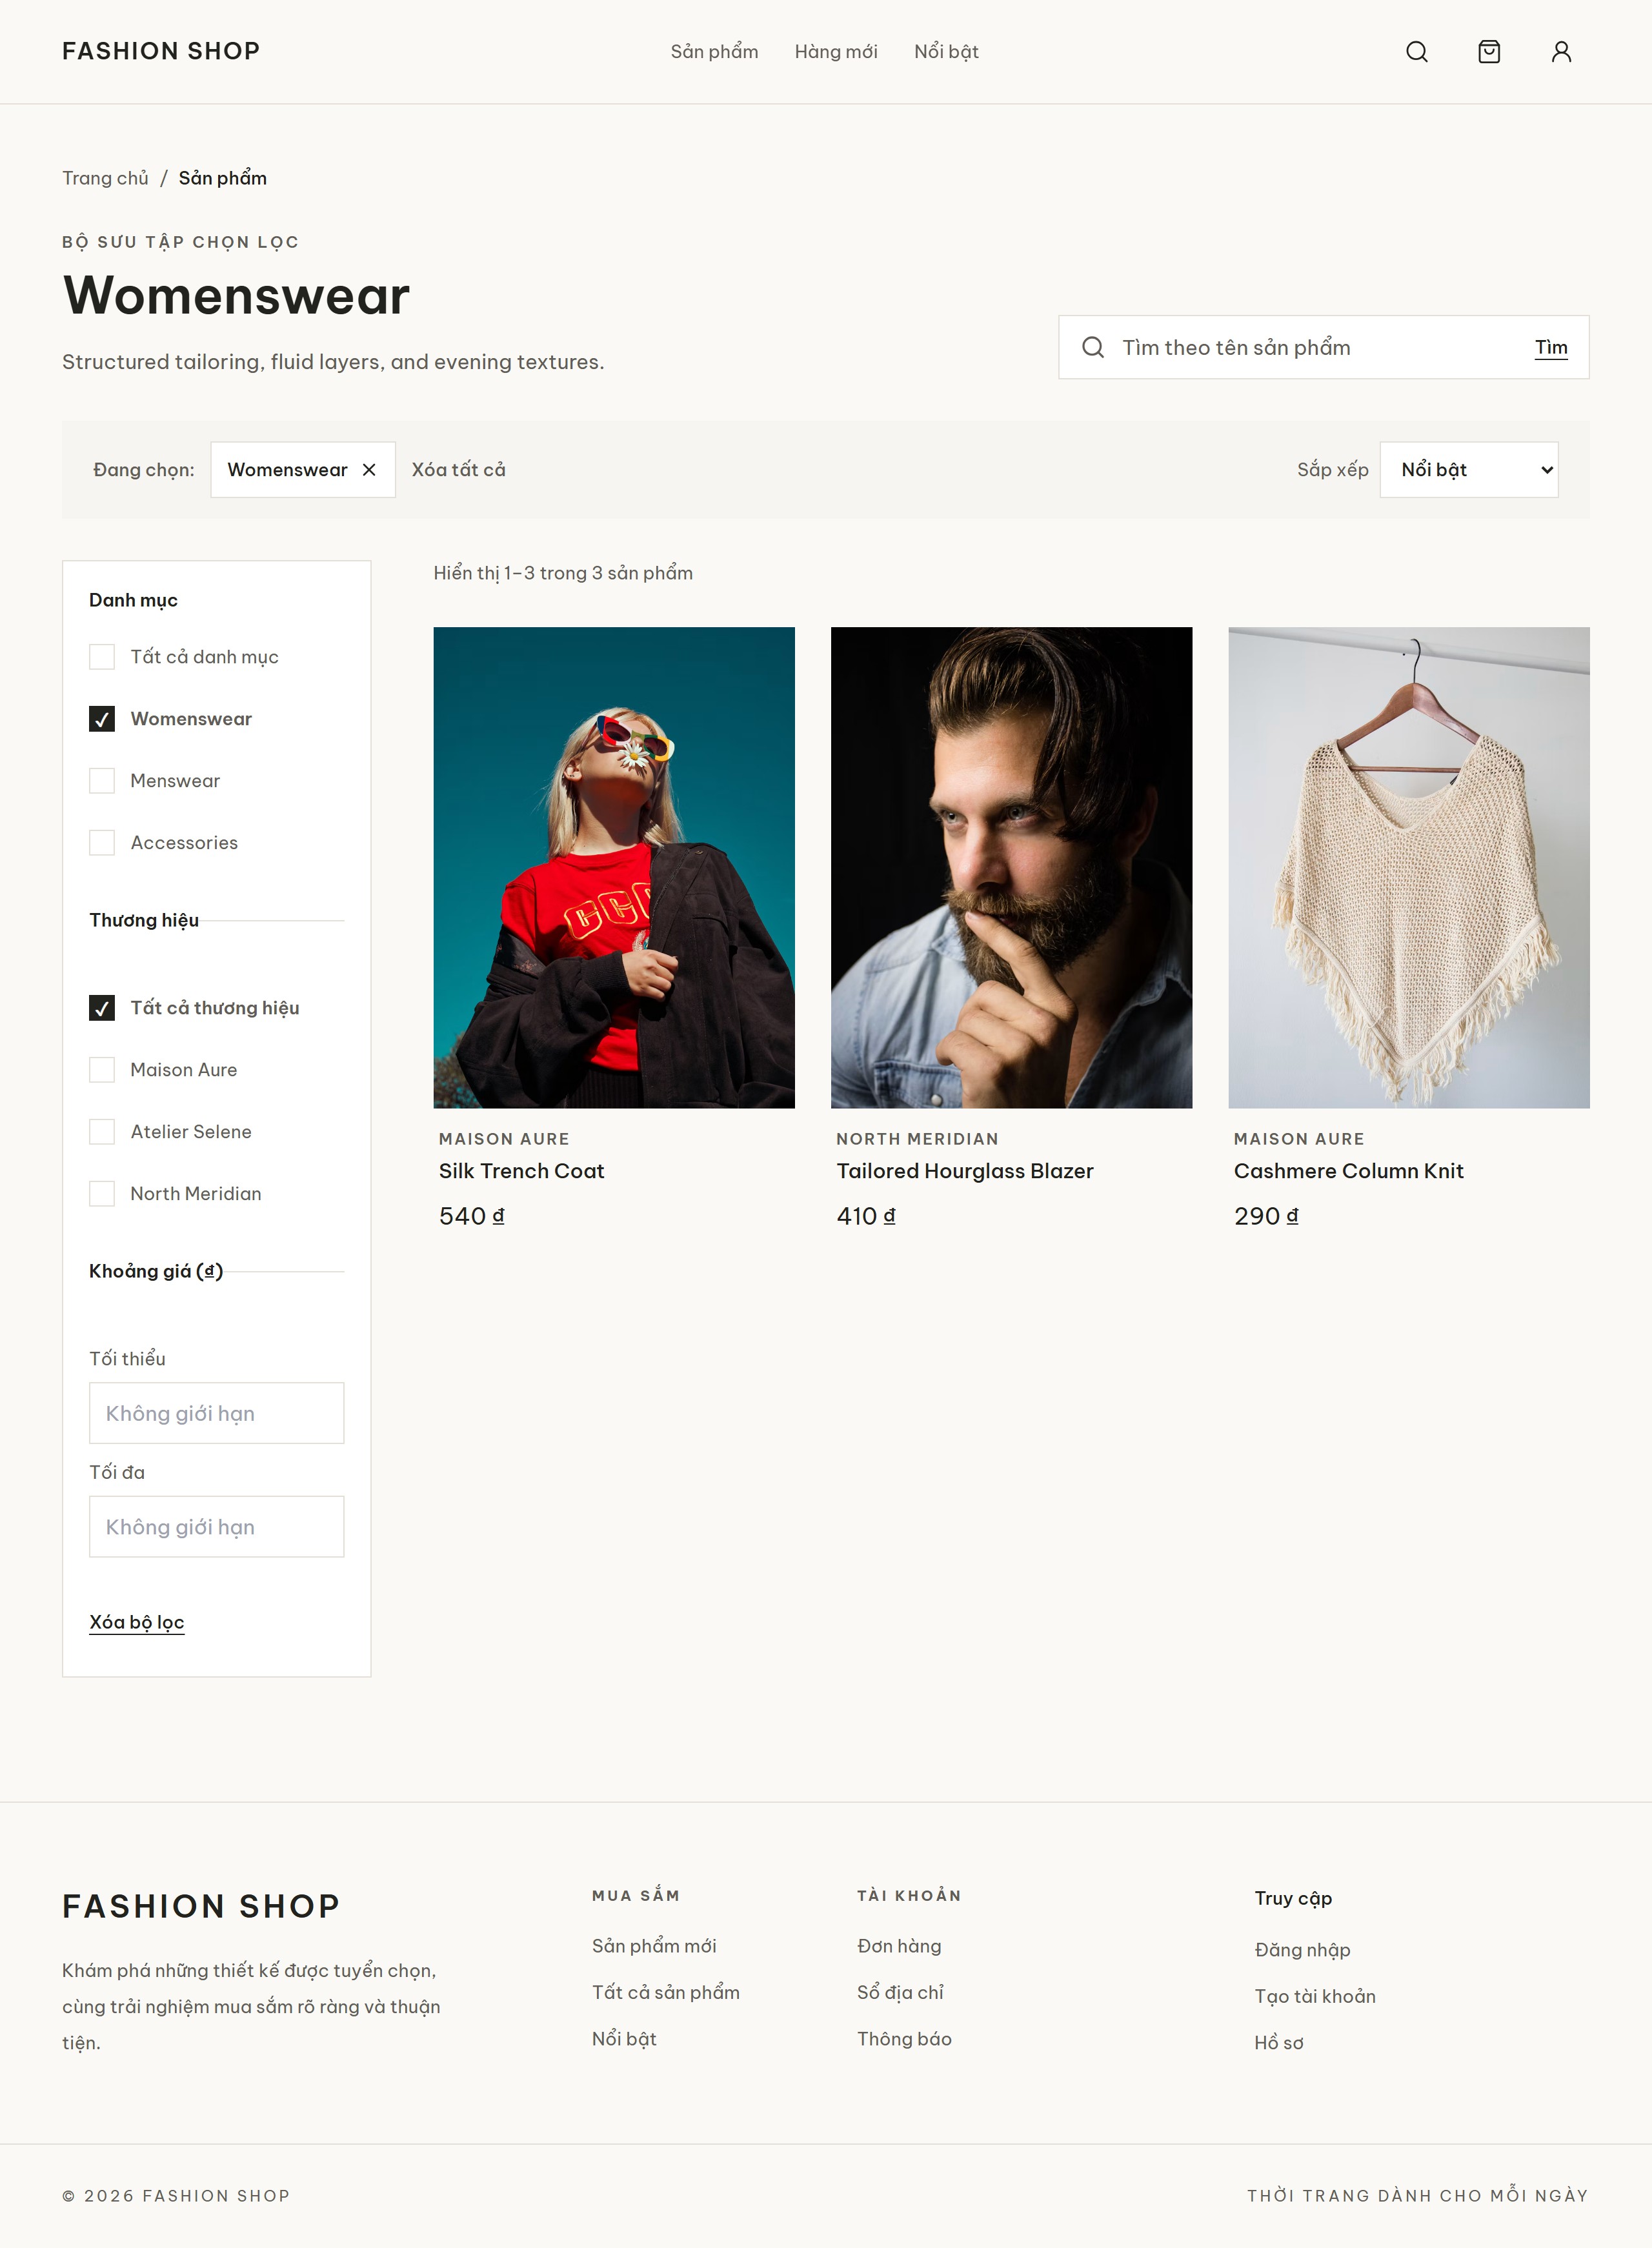 FASHION SHOP
Sản phẩm
Hàng mới
Nổi bật
Trang chủ / Sản phẩm
BỘ SƯU TẬP CHỌN LỌC
Womenswear
Structured tailoring, fluid layers, and evening textures.
Tìm theo tên sản phẩm
Tìm
Đang chọn:
Womenswear
Xóa tất cả
Sắp xếp
Nổi bật
Danh mục
Tất cả danh mục
Womenswear
Menswear
Accessories
Thương hiệu
Tất cả thương hiệu
Maison Aure
Atelier Selene
North Meridian
Khoảng giá (₫)
Tối thiểu
Không giới hạn
Tối đa
Không giới hạn
Xóa bộ lọc
Hiển thị 1–3 trong 3 sản phẩm
MAISON AURE
Silk Trench Coat
540 ₫
NORTH MERIDIAN
Tailored Hourglass Blazer
410 ₫
MAISON AURE
Cashmere Column Knit
290 ₫
FASHION SHOP
Khám phá những thiết kế được tuyển chọn,
cùng trải nghiệm mua sắm rõ ràng và thuận
tiện.
MUA SẮM
Sản phẩm mới
Tất cả sản phẩm
Nổi bật
TÀI KHOẢN
Đơn hàng
Sổ địa chỉ
Thông báo
Truy cập
Đăng nhập
Tạo tài khoản
Hồ sơ
© 2026 FASHION SHOP
THỜI TRANG DÀNH CHO MỖI NGÀY